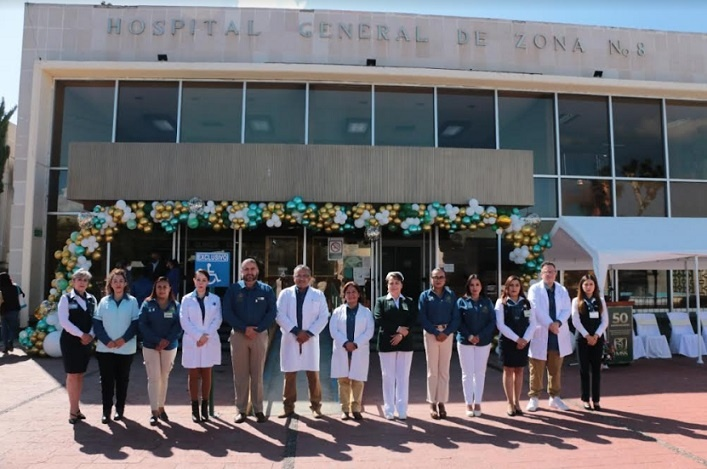 HOSPITAL GENERAL DE ZONA No 8
EXCLUSIVO
50